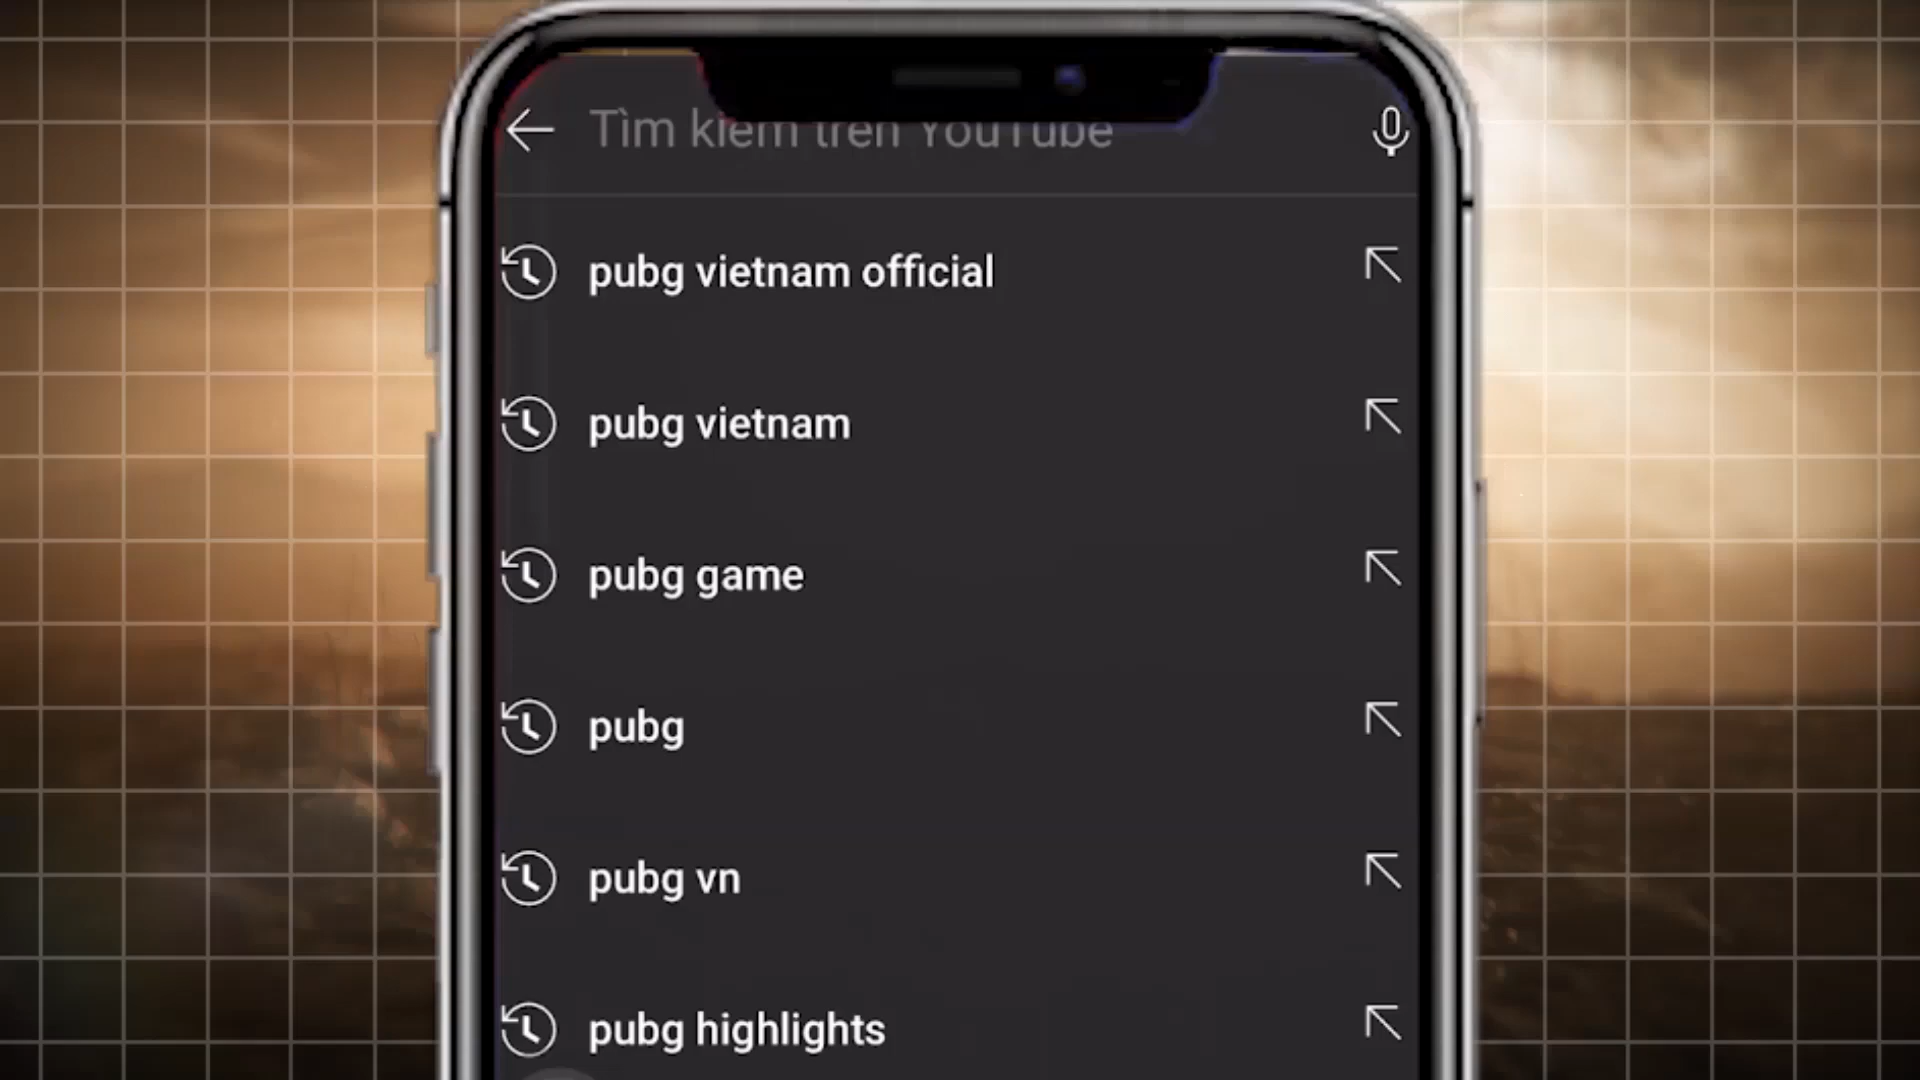 Tìm kiếm trên YouTube
pubg vietnam official
pubg vietnam
pubg game
pubg
pubg vn
pubg highlights